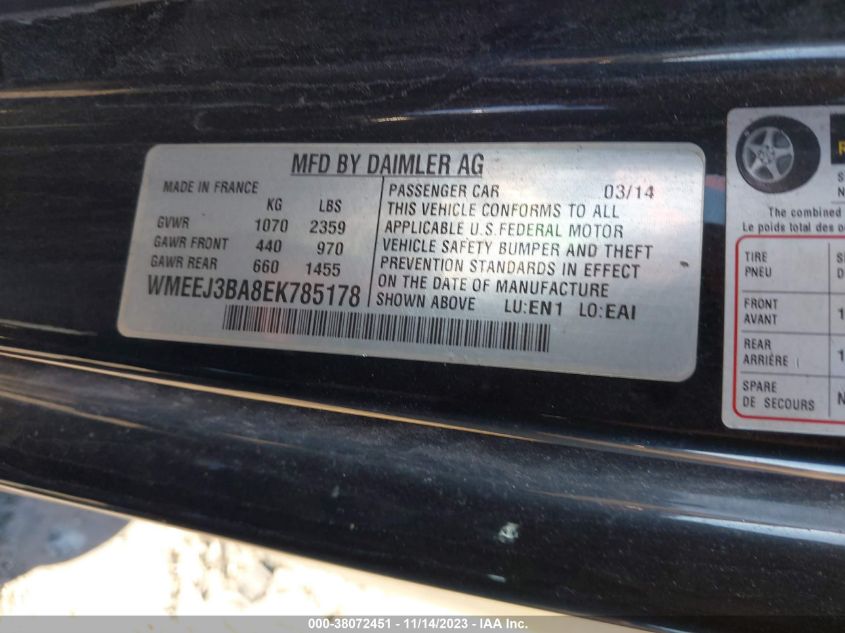 MFD BY DAIMLER AG
MADE IN FRANCE
KG LBS
GVWR 1070 2359
GAWR FRONT 440 970
GAWR REAR 660 1455
WMEEJ3BA8EK785178
PASSENGER CAR 03/14
THIS VEHICLE CONFORMS TO ALL
APPLICABLE U.S.FEDERAL MOTOR
VEHICLE SAFETY BUMPER AND THEFT
PREVENTION STANDARDS IN EFFECT
ON THE DATE OF MANUFACTURE
SHOWN ABOVE LU:EN1 LO:EAI
The combined
Le poids total des
TIRE
PNEU
FRONT
AVANT
REAR
ARRIÈRE
SPARE
DE SECOURS
000-38072451 - 11/14/2023 - IAA Inc.